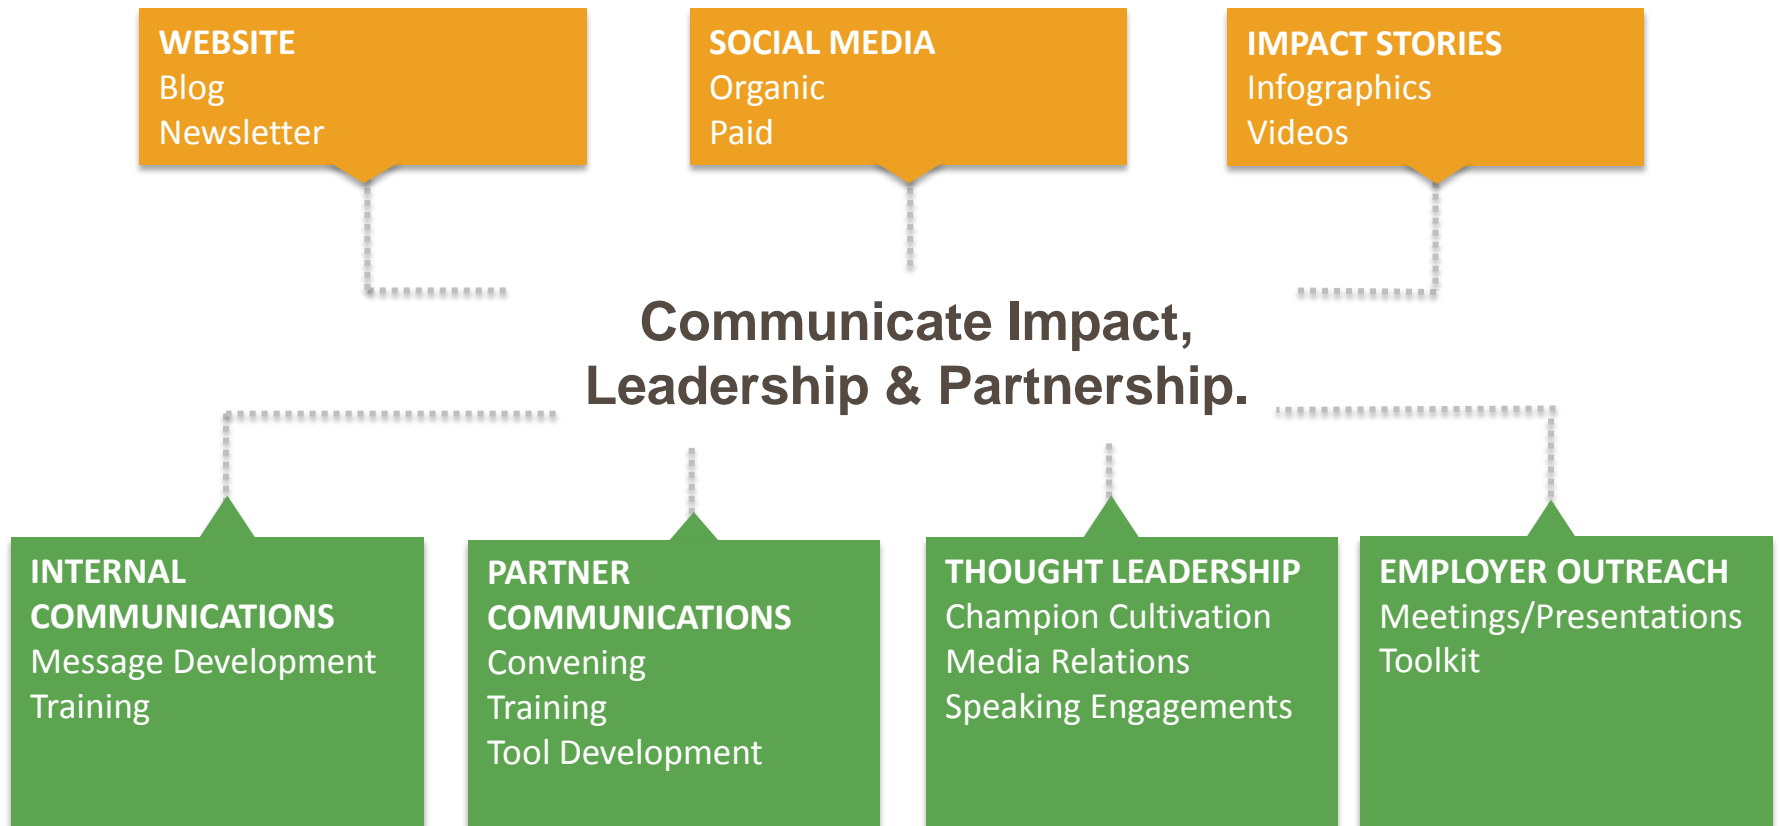 WEBSITE
Blog
Newsletter
SOCIAL MEDIA
Organic
Paid
IMPACT STORIES
Infographics
Videos
Communicate Impact,
Leadership & Partnership.
INTERNAL
COMMUNICATIONS
Message Development
Training
PARTNER
COMMUNICATIONS
Convening
Training
Tool Development
THOUGHT LEADERSHIP
Champion Cultivation
Media Relations
Speaking Engagements
EMPLOYER OUTREACH
Meetings/Presentations
Toolkit